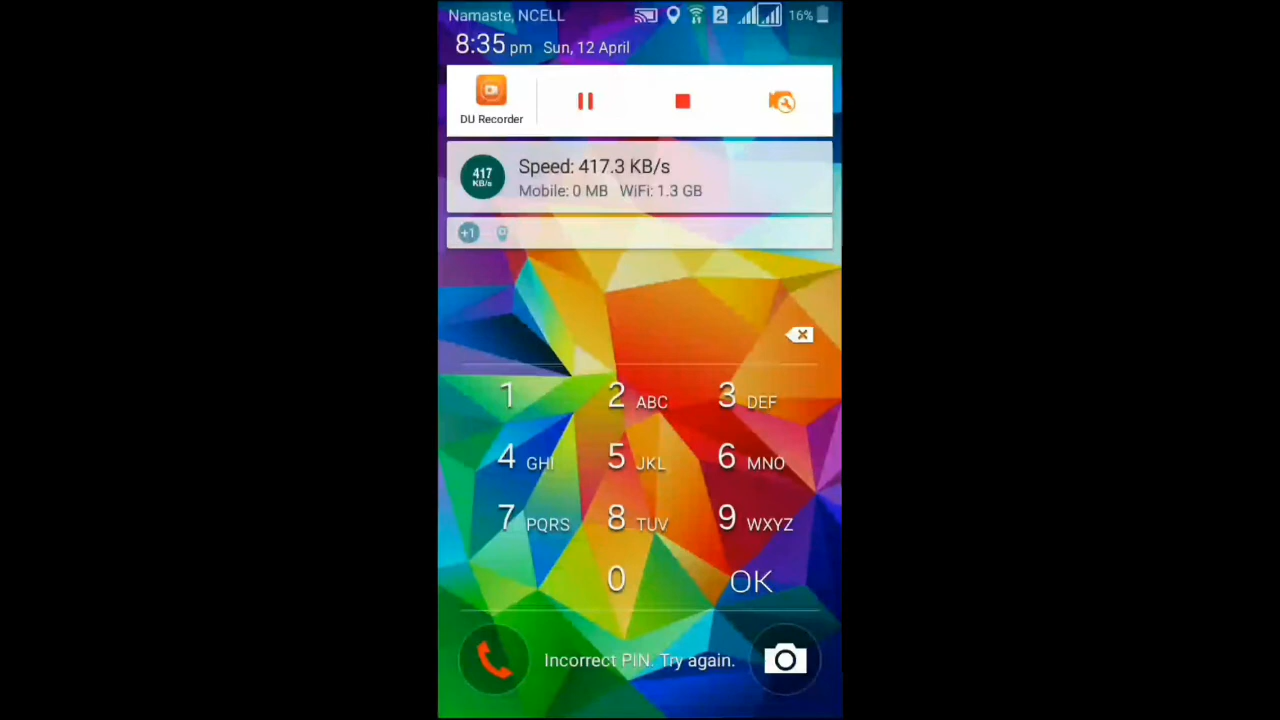 Namaste, NCELL 2 16%
8:35 pm Sun, 12 April
DU Recorder
417 KB/s
Speed: 417.3 KB/s
Mobile: 0 MB WiFi: 1.3 GB
+1
1 2 ABC 3 DEF
4 GHI 5 JKL 6 MNO
7 PQRS 8 TUV 9 WXYZ
0 OK
Incorrect PIN. Try again.